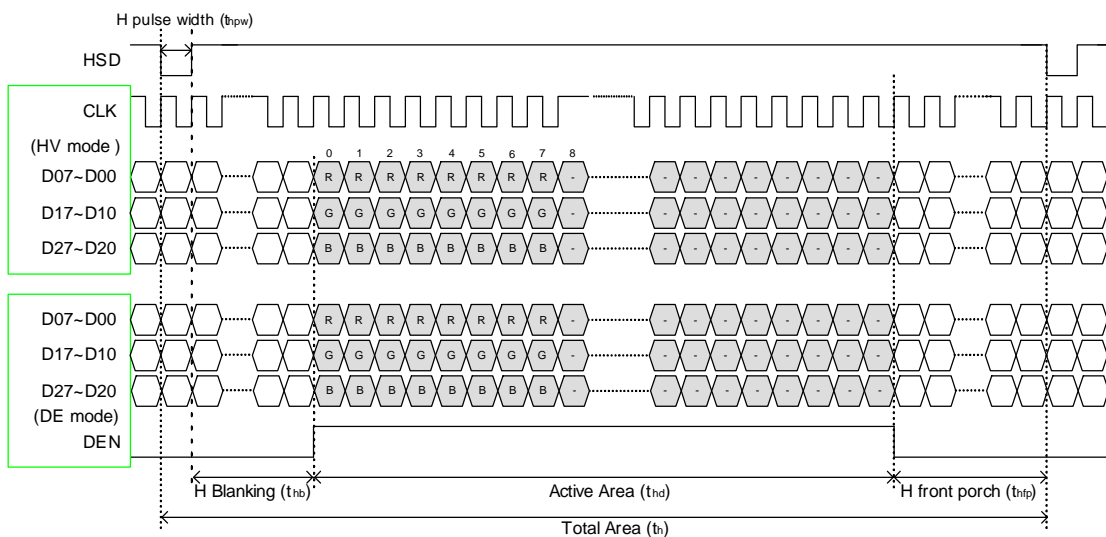 H pulse width (thpw)
HSD
CLK
(HV mode )
0 1 2 3 4 5 6 7 8
D07~D00 R R R R R R R R - - - - - - - - -
D17~D10 G G G G G G G G - - - - - - - - -
D27~D20 B B B B B B B B - - - - - - - - -
D07~D00 R R R R R R R R - - - - - - - - -
D17~D10 G G G G G G G G - - - - - - - - -
D27~D20 B B B B B B B B - - - - - - - - -
(DE mode)
DEN
H Blanking (thb) Active Area (thd) H front porch (thfp)
Total Area (th)